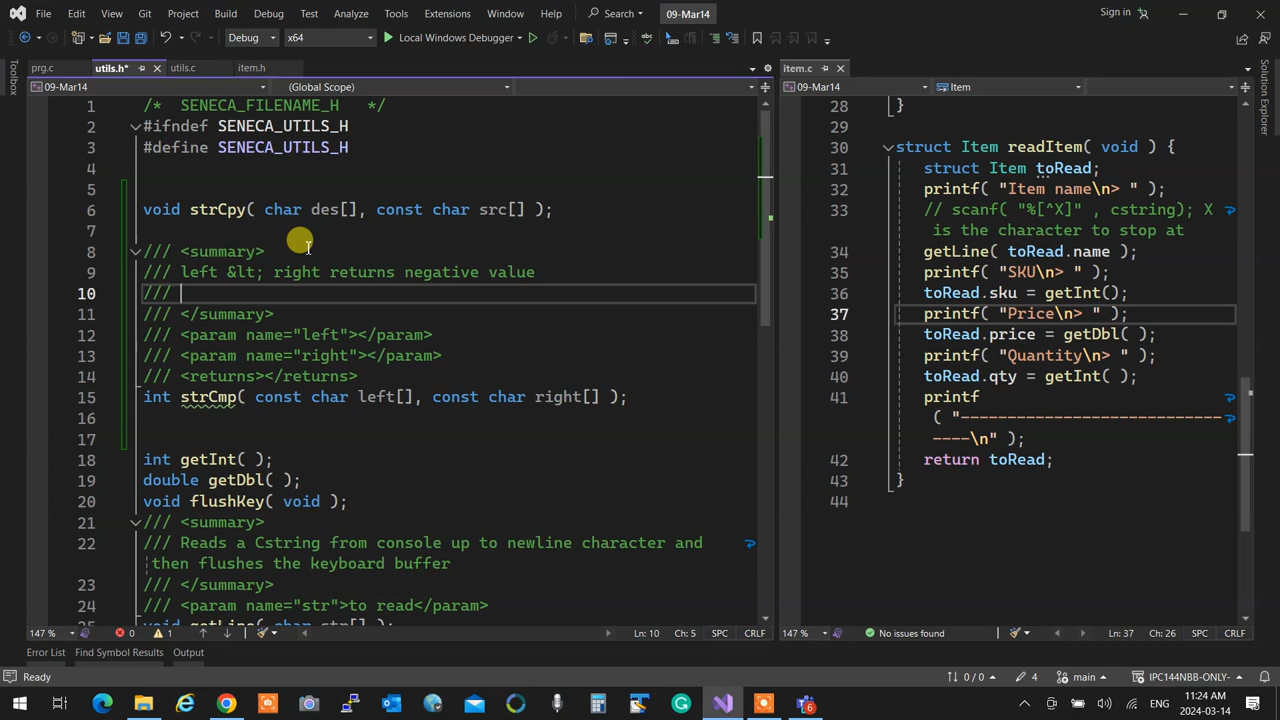 File Edit View Git Project Build Debug Test Analyze Tools Extensions Window Help Search 09-Mar14 Sign in
Debug x64 Local Windows Debugger
prg.c utils.h* utils.c item.h
item.c
Toolbox
Solution Explorer
09-Mar14 (Global Scope)
1 /* SENECA_FILENAME_H */
2 #ifndef SENECA_UTILS_H
3 #define SENECA_UTILS_H
4
5
6 void strCpy( char des[], const char src[] );
7
8 /// <summary>
9 /// left &lt; right returns negative value
10 ///
11 /// </summary>
12 /// <param name="left"></param>
13 /// <param name="right"></param>
14 /// <returns></returns>
15 int strCmp( const char left[], const char right[] );
16
17
18 int getInt( );
19 double getDbl( );
20 void flushKey( void );
21 /// <summary>
22 /// Reads a Cstring from console up to newline character and
then flushes the keyboard buffer
23 /// </summary>
24 /// <param name="str">to read</param>
25 void getLine( char str[] );
147 % 0 1 Ln: 10 Ch: 5 SPC CRLF
09-Mar14 Item
28 }
29
30 struct Item readItem( void ) {
31 struct Item toRead;
32 printf( "Item name\n> " );
33 // scanf( "%[^X]" , cstring); X
is the character to stop at
34 getLine( toRead.name );
35 printf( "SKU\n> " );
36 toRead.sku = getInt();
37 printf( "Price\n> " );
38 toRead.price = getDbl( );
39 printf( "Quantity\n> " );
40 toRead.qty = getInt( );
41 printf
( "----------------------------
----\n" );
42 return toRead;
43 }
44
147 % No issues found Ln: 37 Ch: 26 SPC CRLF
Error List Find Symbol Results Output
Ready 0 / 0 4 main IPC144NBB-ONLY-
6 ENG 11:24 AM
2024-03-14